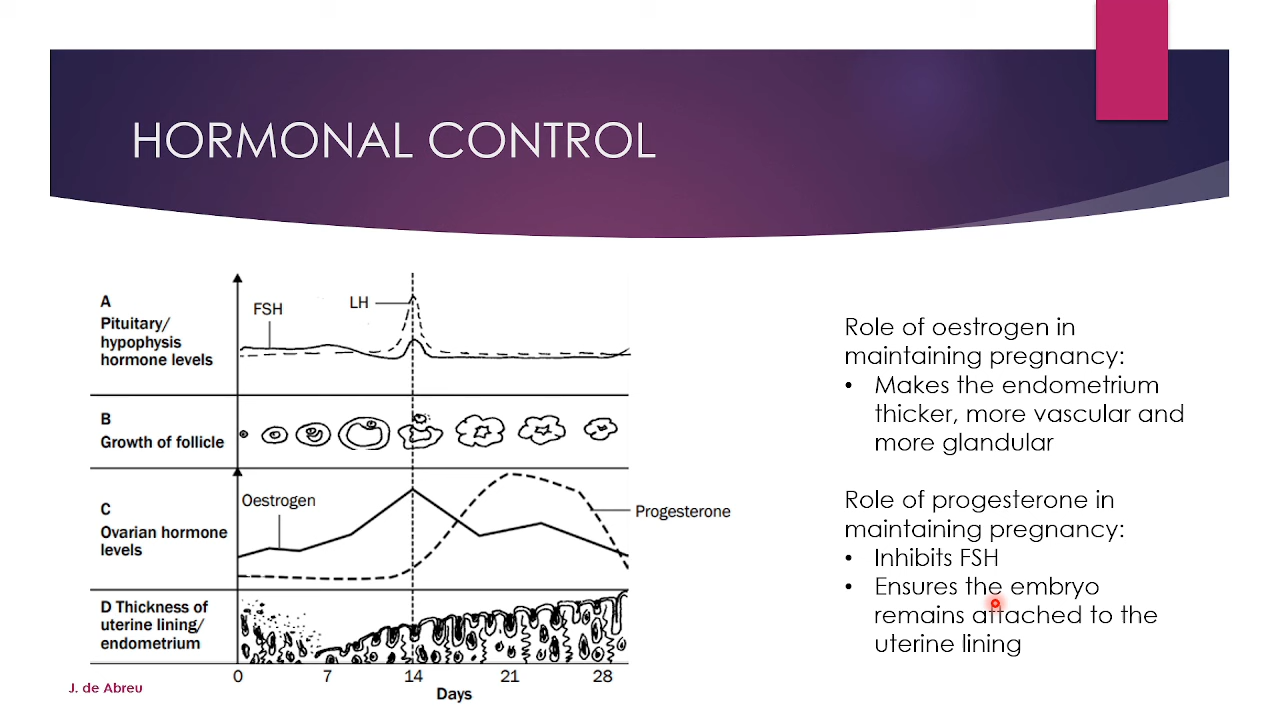 HORMONAL CONTROL
A
Pituitary/
hypophysis
hormone levels
FSH
LH
B
Growth of follicle
C
Ovarian hormone
levels
Oestrogen
Progesterone
D Thickness of
uterine lining/
endometrium
0 7 14 21 28
Days
J. de Abreu
Role of oestrogen in
maintaining pregnancy:
• Makes the endometrium
thicker, more vascular and
more glandular
Role of progesterone in
maintaining pregnancy:
• Inhibits FSH
• Ensures the embryo
remains attached to the
uterine lining